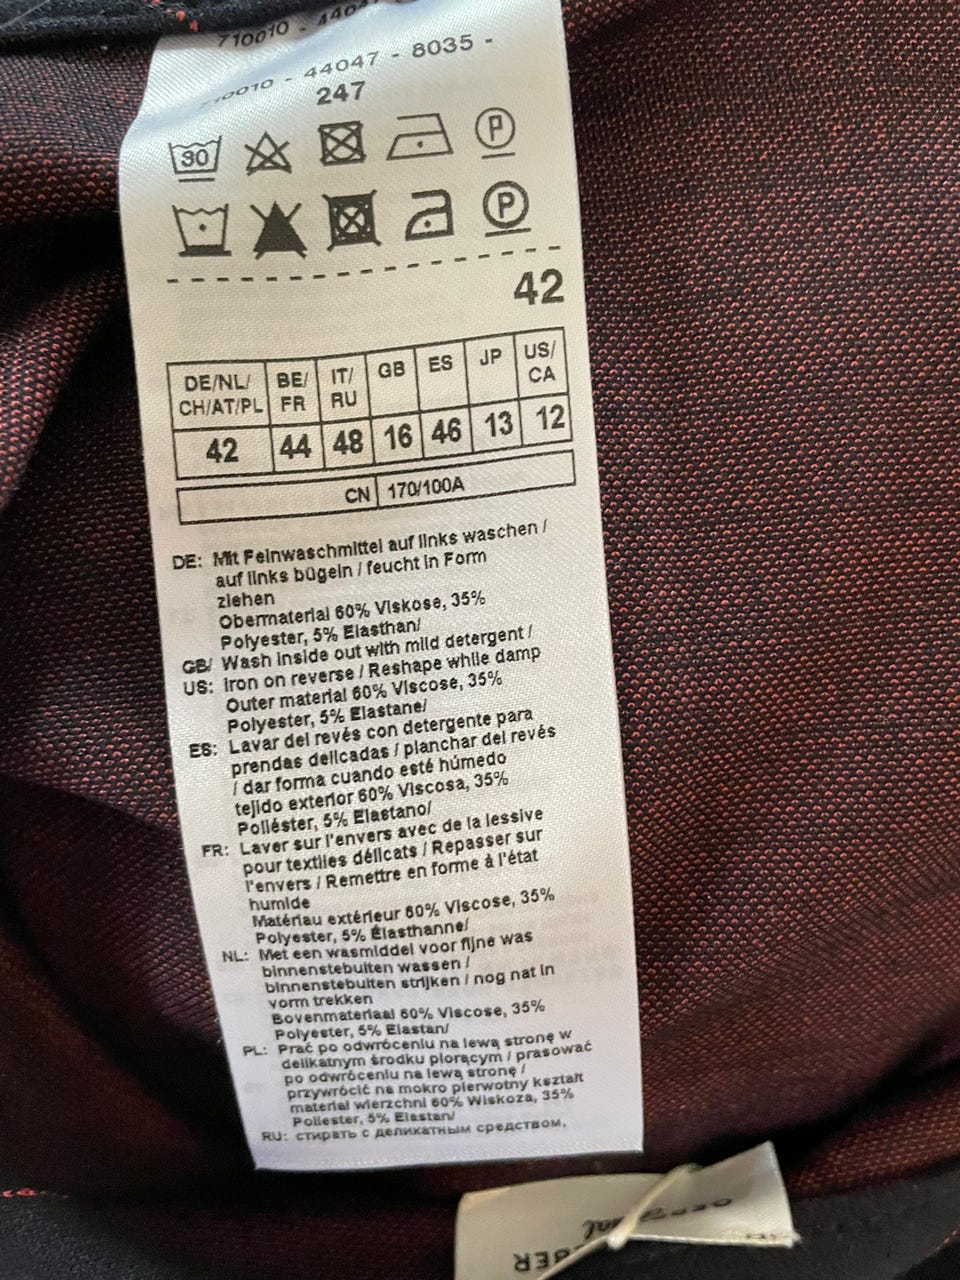 710010 - 440
710010 - 44047 - 8035 -
247
30 P
P
42
DE/NL/ CH/AT/PL BE/ FR IT/ RU GB ES JP US/ CA
42 44 48 16 46 13 12
CN 170/100A
DE: Mit Feinwaschmittel auf links waschen /
auf links bügeln / feucht in Form
ziehen
Obermaterial 60% Viskose, 35%
Polyester, 5% Elasthan/
GB/ Wash inside out with mild detergent /
US: Iron on reverse / Reshape while damp
Outer material 60% Viscose, 35%
Polyester, 5% Elastane/
ES: Lavar del revés con detergente para
prendas delicadas / planchar del revés
/ dar forma cuando esté húmedo
tejido exterior 60% Viscosa, 35%
Poliéster, 5% Elastano/
FR: Laver sur l'envers avec de la lessive
pour textiles délicats / Repasser sur
l'envers / Remettre en forme à l'état
humide
Matériau extérieur 60% Viscose, 35%
Polyester, 5% Élasthanne/
NL: Met een wasmiddel voor fijne was
binnenstebuiten wassen /
binnenstebuiten strijken / nog nat in
vorm trekken
Bovenmateriaal 60% Viscose, 35%
Polyester, 5% Elastan/
PL: Prać po odwróceniu na lewą stronę w
delikatnym środku piorącym / prasować
po odwróceniu na lewą stronę /
przywrócić na mokro pierwotny kształt
materiał wierzchni 60% Wiskoza, 35%
Poliester, 5% Elastan/
RU: стирать с деликатным средством,